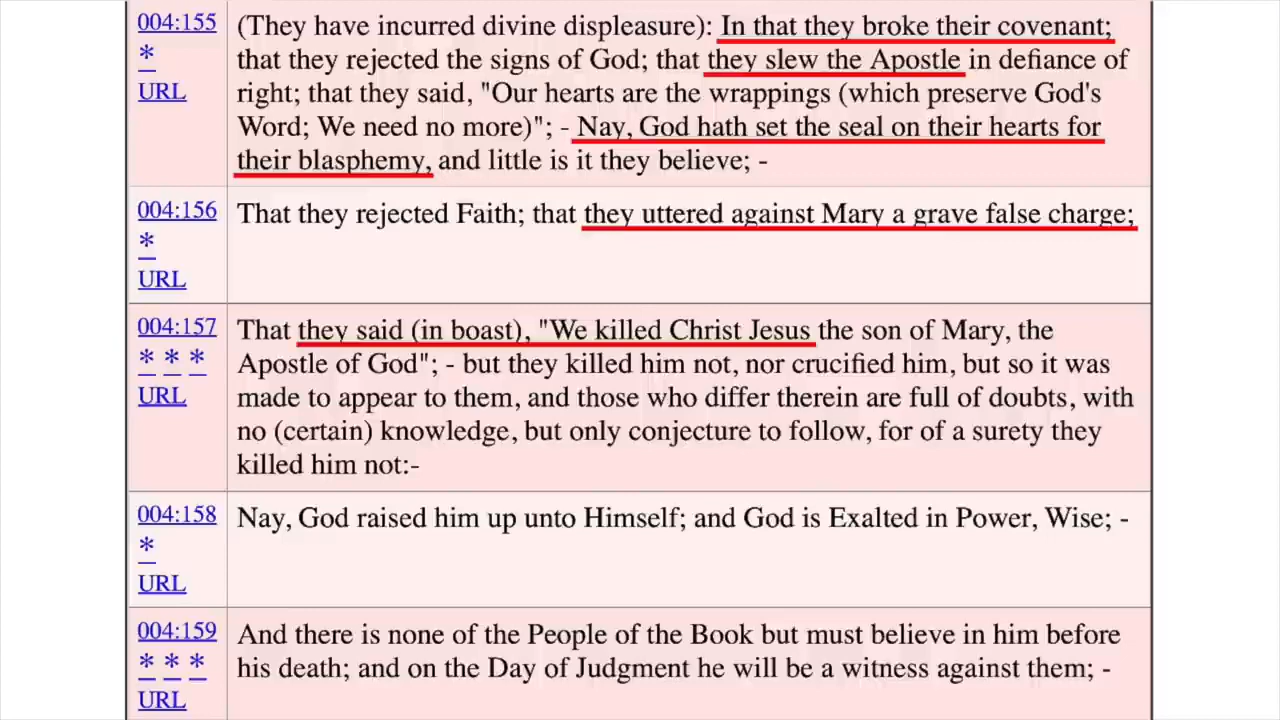 004:155
*
URL
(They have incurred divine displeasure): In that they broke their covenant;
that they rejected the signs of God; that they slew the Apostle in defiance of
right; that they said, "Our hearts are the wrappings (which preserve God's
Word; We need no more)"; - Nay, God hath set the seal on their hearts for
their blasphemy, and little is it they believe; -
004:156
*
URL
That they rejected Faith; that they uttered against Mary a grave false charge;
004:157
* * *
URL
That they said (in boast), "We killed Christ Jesus the son of Mary, the
Apostle of God"; - but they killed him not, nor crucified him, but so it was
made to appear to them, and those who differ therein are full of doubts, with
no (certain) knowledge, but only conjecture to follow, for of a surety they
killed him not:-
004:158
*
URL
Nay, God raised him up unto Himself; and God is Exalted in Power, Wise; -
004:159
* * *
URL
And there is none of the People of the Book but must believe in him before
his death; and on the Day of Judgment he will be a witness against them; -